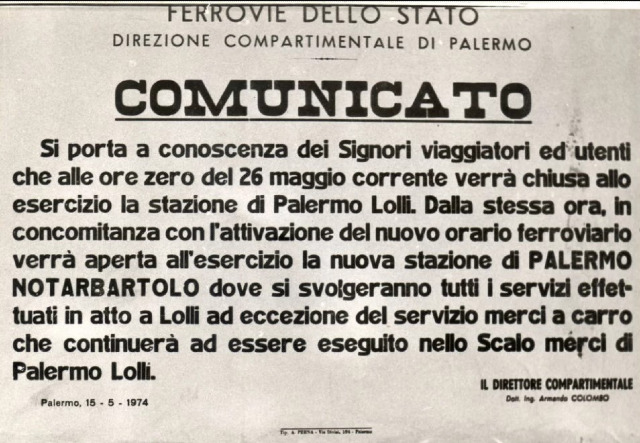 FERROVIE DELLO STATO
DIREZIONE COMPARTIMENTALE DI PALERMO
COMUNICATO
Si porta a conoscenza dei Signori viaggiatori ed utenti
che alle ore zero del 26 maggio corrente verrà chiusa allo
esercizio la stazione di Palermo Lolli. Dalla stessa ora, in
concomitanza con l'attivazione del nuovo orario ferroviario
verrà aperta all'esercizio la nuova stazione di PALERMO
NOTARBARTOLO dove si svolgeranno tutti i servizi effet-
tuati in atto a Lolli ad eccezione del servizio merci a carro
che continuerà ad essere eseguito nello Scalo merci di
Palermo Lolli.
IL DIRETTORE COMPARTIMENTALE
Dott. Ing. Armando COLOMBO
Palermo, 15 - 5 - 1974
Tip. - Palermo